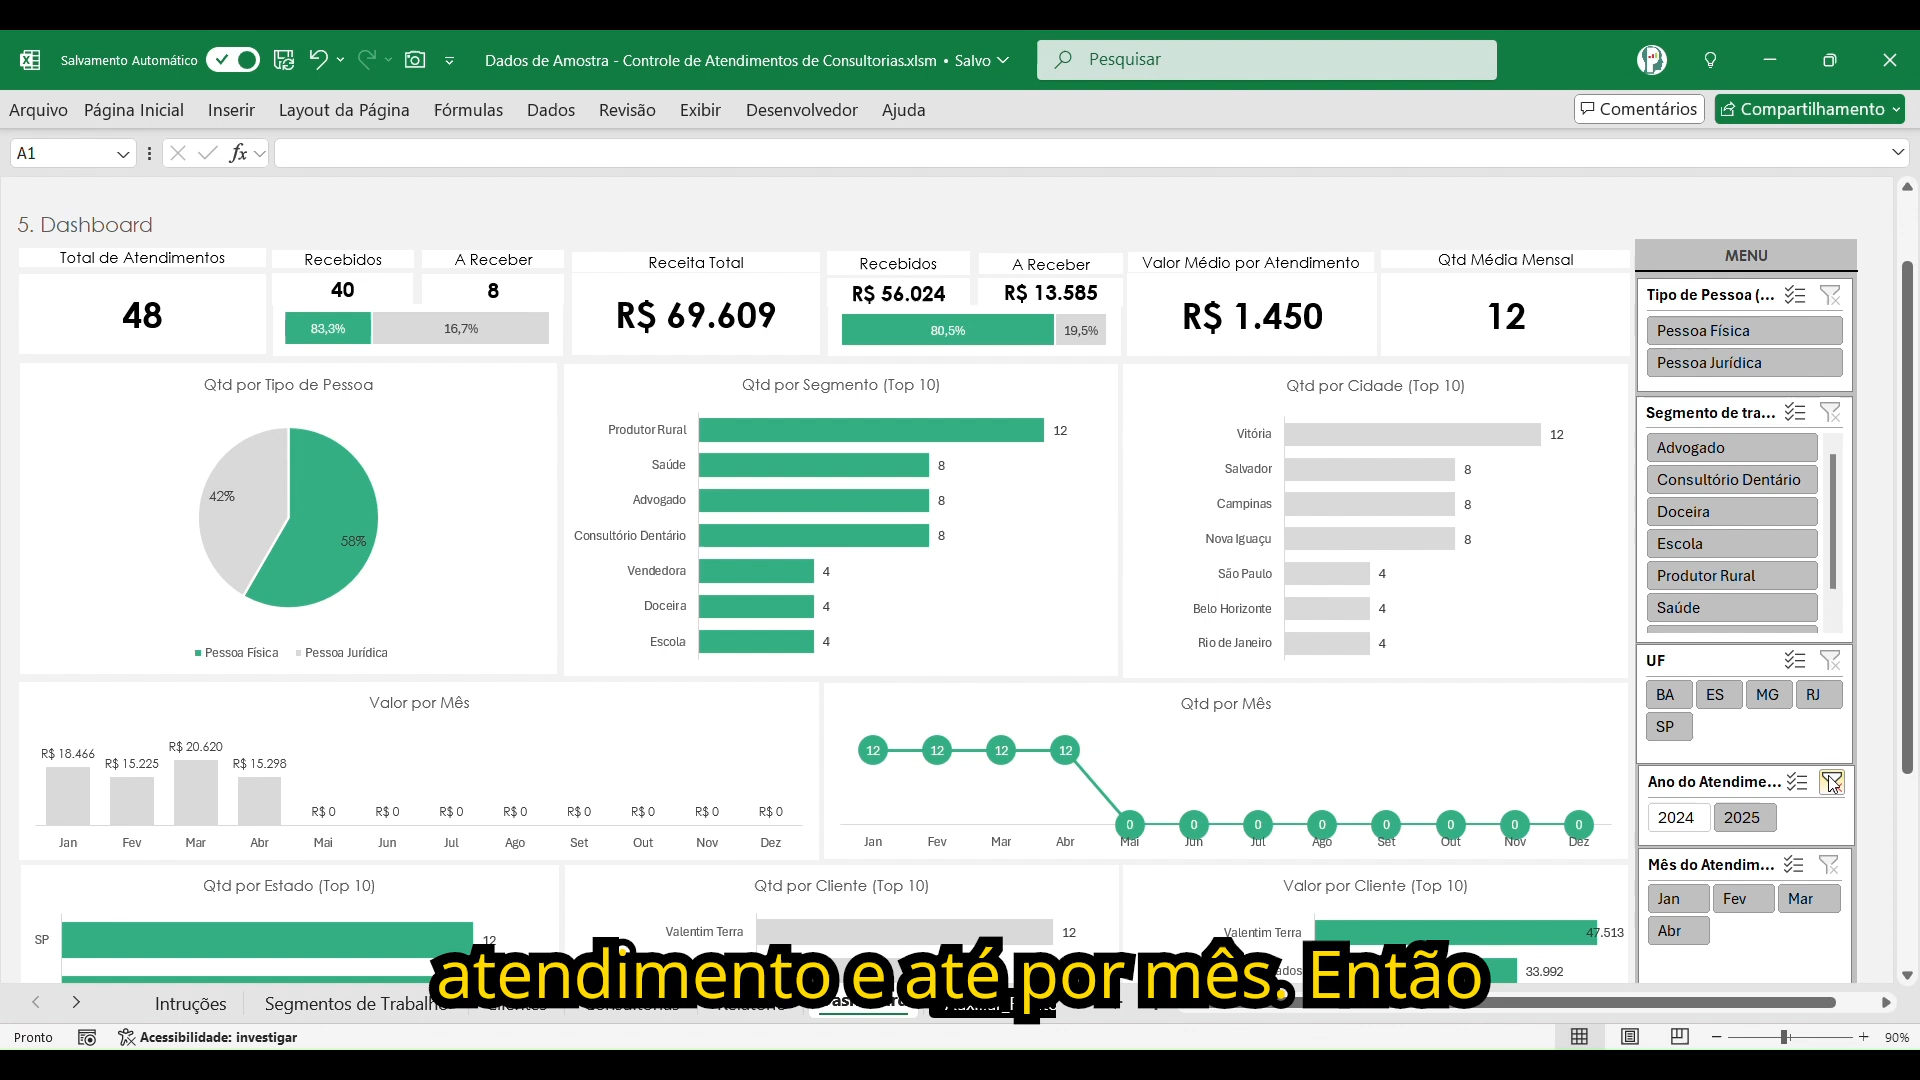 Salvamento Automático
Dados de Amostra - Controle de Atendimentos de Consultorias.xlsm • Salvo
Pesquisar
Arquivo Página Inicial Inserir Layout da Página Fórmulas Dados Revisão Exibir Desenvolvedor Ajuda
Comentários Compartilhamento
A1 fx
5. Dashboard
Total de Atendimentos
48
Recebidos
40
A Receber
8
83,3% 16,7%
Receita Total
R$ 69.609
Recebidos
R$ 56.024
A Receber
R$ 13.585
80,5% 19,5%
Valor Médio por Atendimento
R$ 1.450
Qtd Média Mensal
12
Qtd por Tipo de Pessoa
42%
58%
Pessoa Física Pessoa Jurídica
Qtd por Segmento (Top 10)
Produtor Rural 12
Saúde 8
Advogado 8
Consultório Dentário 8
Vendedora 4
Doceira 4
Escola 4
Qtd por Cidade (Top 10)
Vitória 12
Salvador 8
Campinas 8
Nova Iguaçu 8
São Paulo 4
Belo Horizonte 4
Rio de Janeiro 4
Valor por Mês
R$ 18.466 R$ 15.225 R$ 20.620 R$ 15.298 R$ 0 R$ 0 R$ 0 R$ 0 R$ 0 R$ 0 R$ 0 R$ 0
Jan Fev Mar Abr Mai Jun Jul Ago Set Out Nov Dez
Qtd por Mês
12 12 12 12 0 0 0 0 0 0 0 0
Jan Fev Mar Abr Mai Jun Jul Ago Set Out Nov Dez
Qtd por Estado (Top 10)
SP 12
Qtd por Cliente (Top 10)
Valentim Terra 12
Valor por Cliente (Top 10)
Valentim Terra 47.513
33.992
MENU
Tipo de Pessoa (...
Pessoa Física
Pessoa Jurídica
Segmento de tra...
Advogado
Consultório Dentário
Doceira
Escola
Produtor Rural
Saúde
UF
BA ES MG RJ
SP
Ano do Atendime...
2024 2025
Mês do Atendim...
Jan Fev Mar
Abr
atendimento e até por mês. Então
Intruções Segmentos de Trabalho
Pronto Acessibilidade: investigar 90%